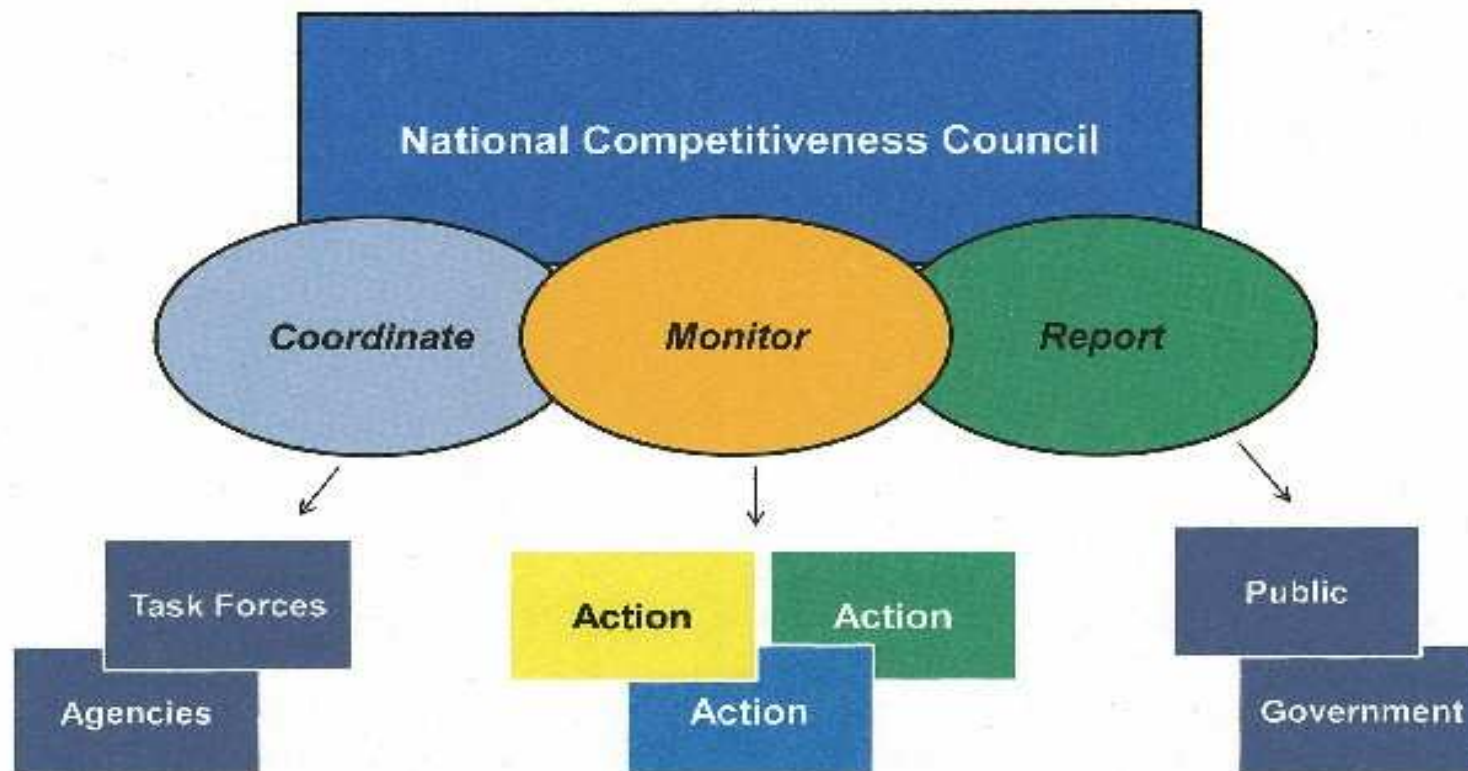 National Competitiveness Council
Coordinate
Monitor
Report
Task Forces
Agencies
Action
Action
Action
Public
Government